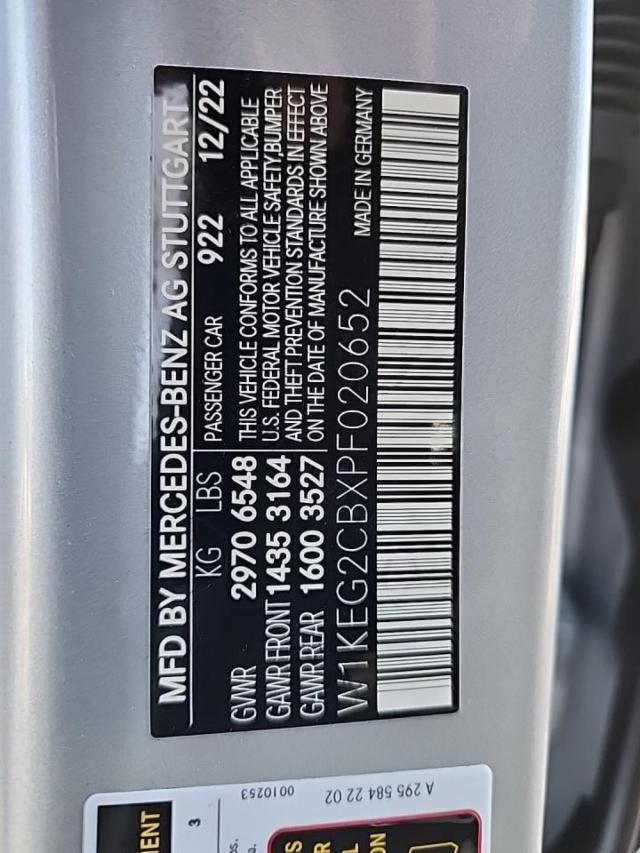 MFD BY MERCEDES-BENZ AG STUTTGART
KG LBS PASSENGER CAR 922 12/22
GVWR 2970 6548
GAWR FRONT 1435 3164
GAWR REAR 1600 3527
THIS VEHICLE CONFORMS TO ALL APPLICABLE
U.S. FEDERAL MOTOR VEHICLE SAFETY,BUMPER
AND THEFT PREVENTION STANDARDS IN EFFECT
ON THE DATE OF MANUFACTURE SHOWN ABOVE
W1KEG2CBXPF020652 MADE IN GERMANY
A 295 584 22 02
0010253
3